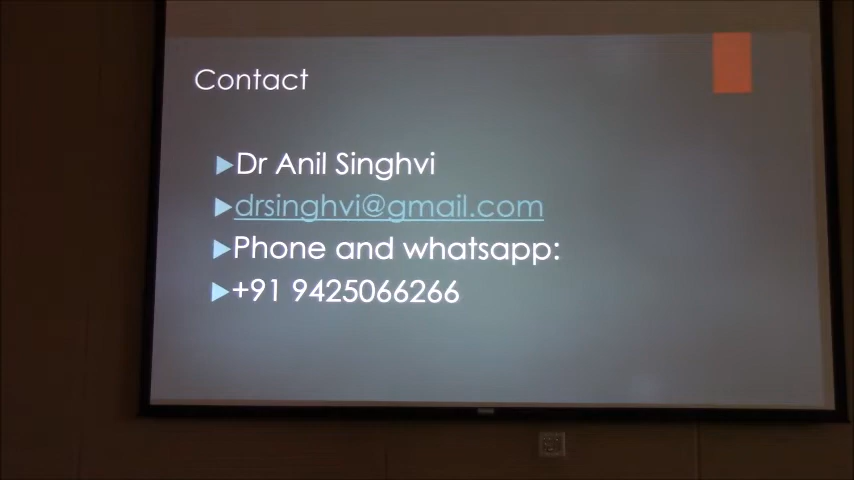 Contact
Dr Anil Singhvi
drsinghvi@gmail.com
Phone and whatsapp:
+91 9425066266